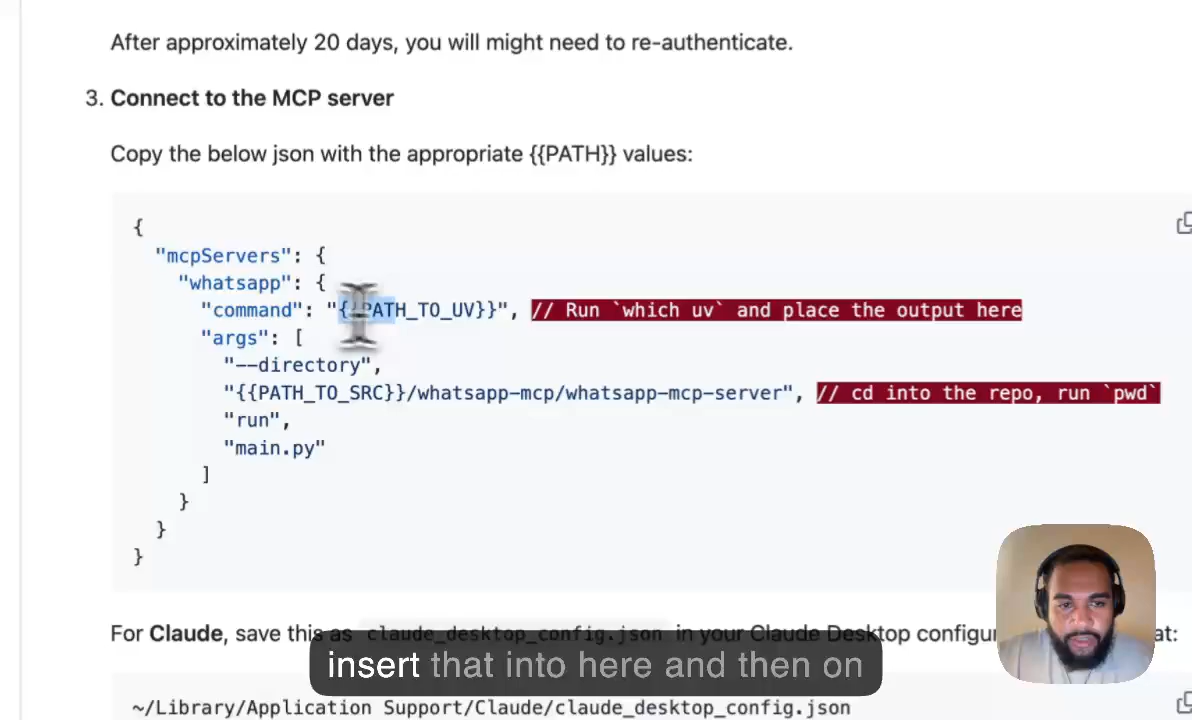 After approximately 20 days, you will might need to re-authenticate.
3. Connect to the MCP server
Copy the below json with the appropriate {{PATH}} values:
{
"mcpServers": {
"whatsapp": {
"command": "{{PATH_TO_UV}}", // Run `which uv` and place the output here
"args": [
"--directory",
"{{PATH_TO_SRC}}/whatsapp-mcp/whatsapp-mcp-server", // cd into the repo, run `pwd`
"run",
"main.py"
]
}
}
}
For Claude, save this as claude_desktop_config.json in your Claude Desktop at:
insert that into here and then on
~/Library/Application Support/Claude/claude_desktop_config.json